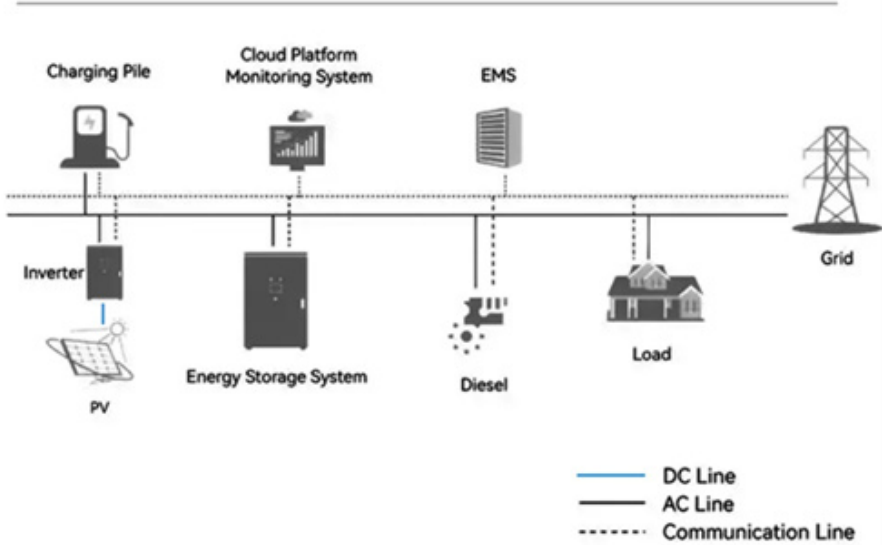 Charging Pile
Cloud Platform
Monitoring System
EMS
Grid
Inverter
Energy Storage System
Diesel
Load
PV
DC Line
AC Line
Communication Line